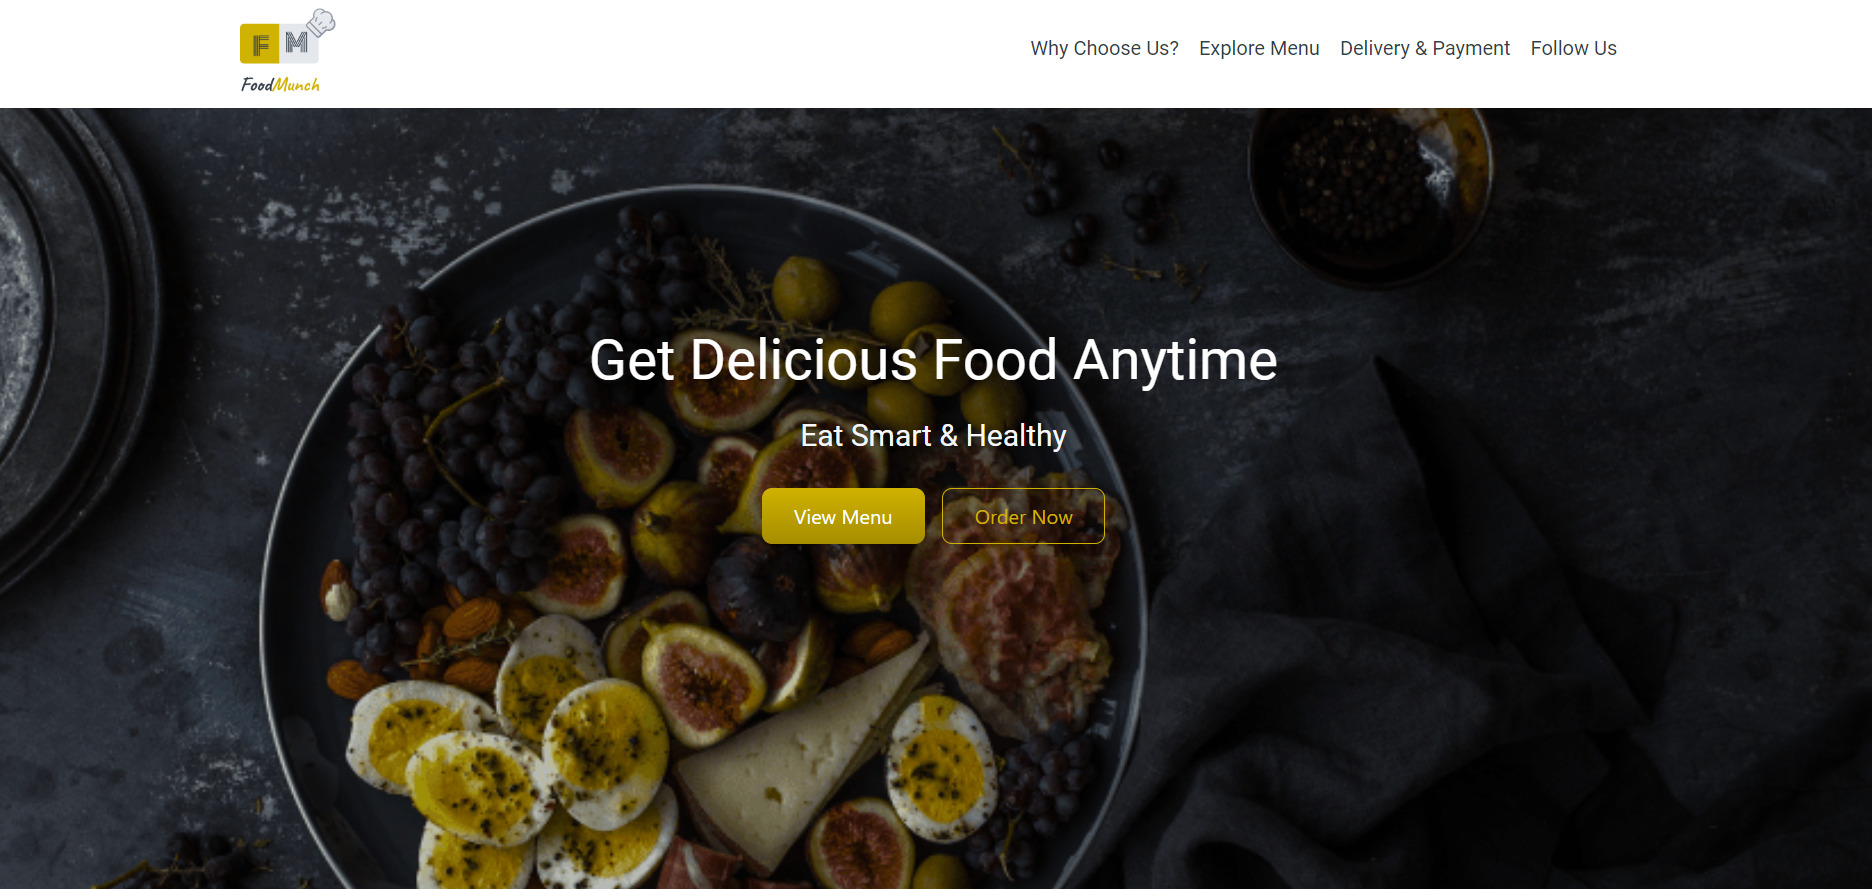 FM
FoodMunch
Why Choose Us? Explore Menu Delivery & Payment Follow Us
Get Delicious Food Anytime
Eat Smart & Healthy
View Menu Order Now